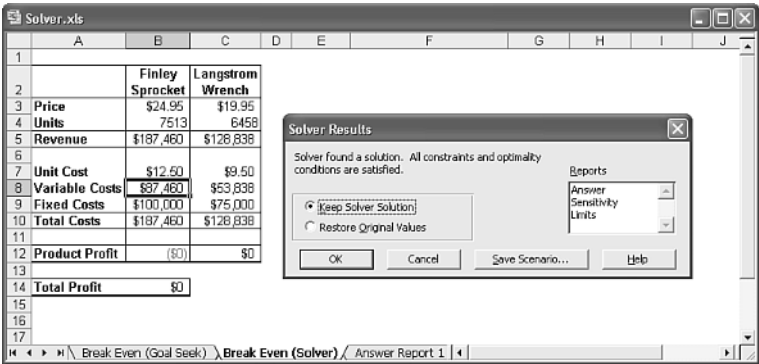 Solver.xls
A B C D E F G H I J
1
2 Finley Sprocket Langstrom Wrench
3 Price $24.95 $19.95
4 Units 7513 6458
5 Revenue $187,460 $128,838
6
7 Unit Cost $12.50 $9.50
8 Variable Costs $87,460 $53,838
9 Fixed Costs $100,000 $75,000
10 Total Costs $187,460 $128,838
11
12 Product Profit ($0) $0
13
14 Total Profit $0
15
16
17
Solver Results
Solver found a solution. All constraints and optimality
conditions are satisfied.
Keep Solver Solution
Restore Original Values
Reports
Answer
Sensitivity
Limits
OK Cancel Save Scenario... Help
Break Even (Goal Seek) Break Even (Solver) Answer Report 1